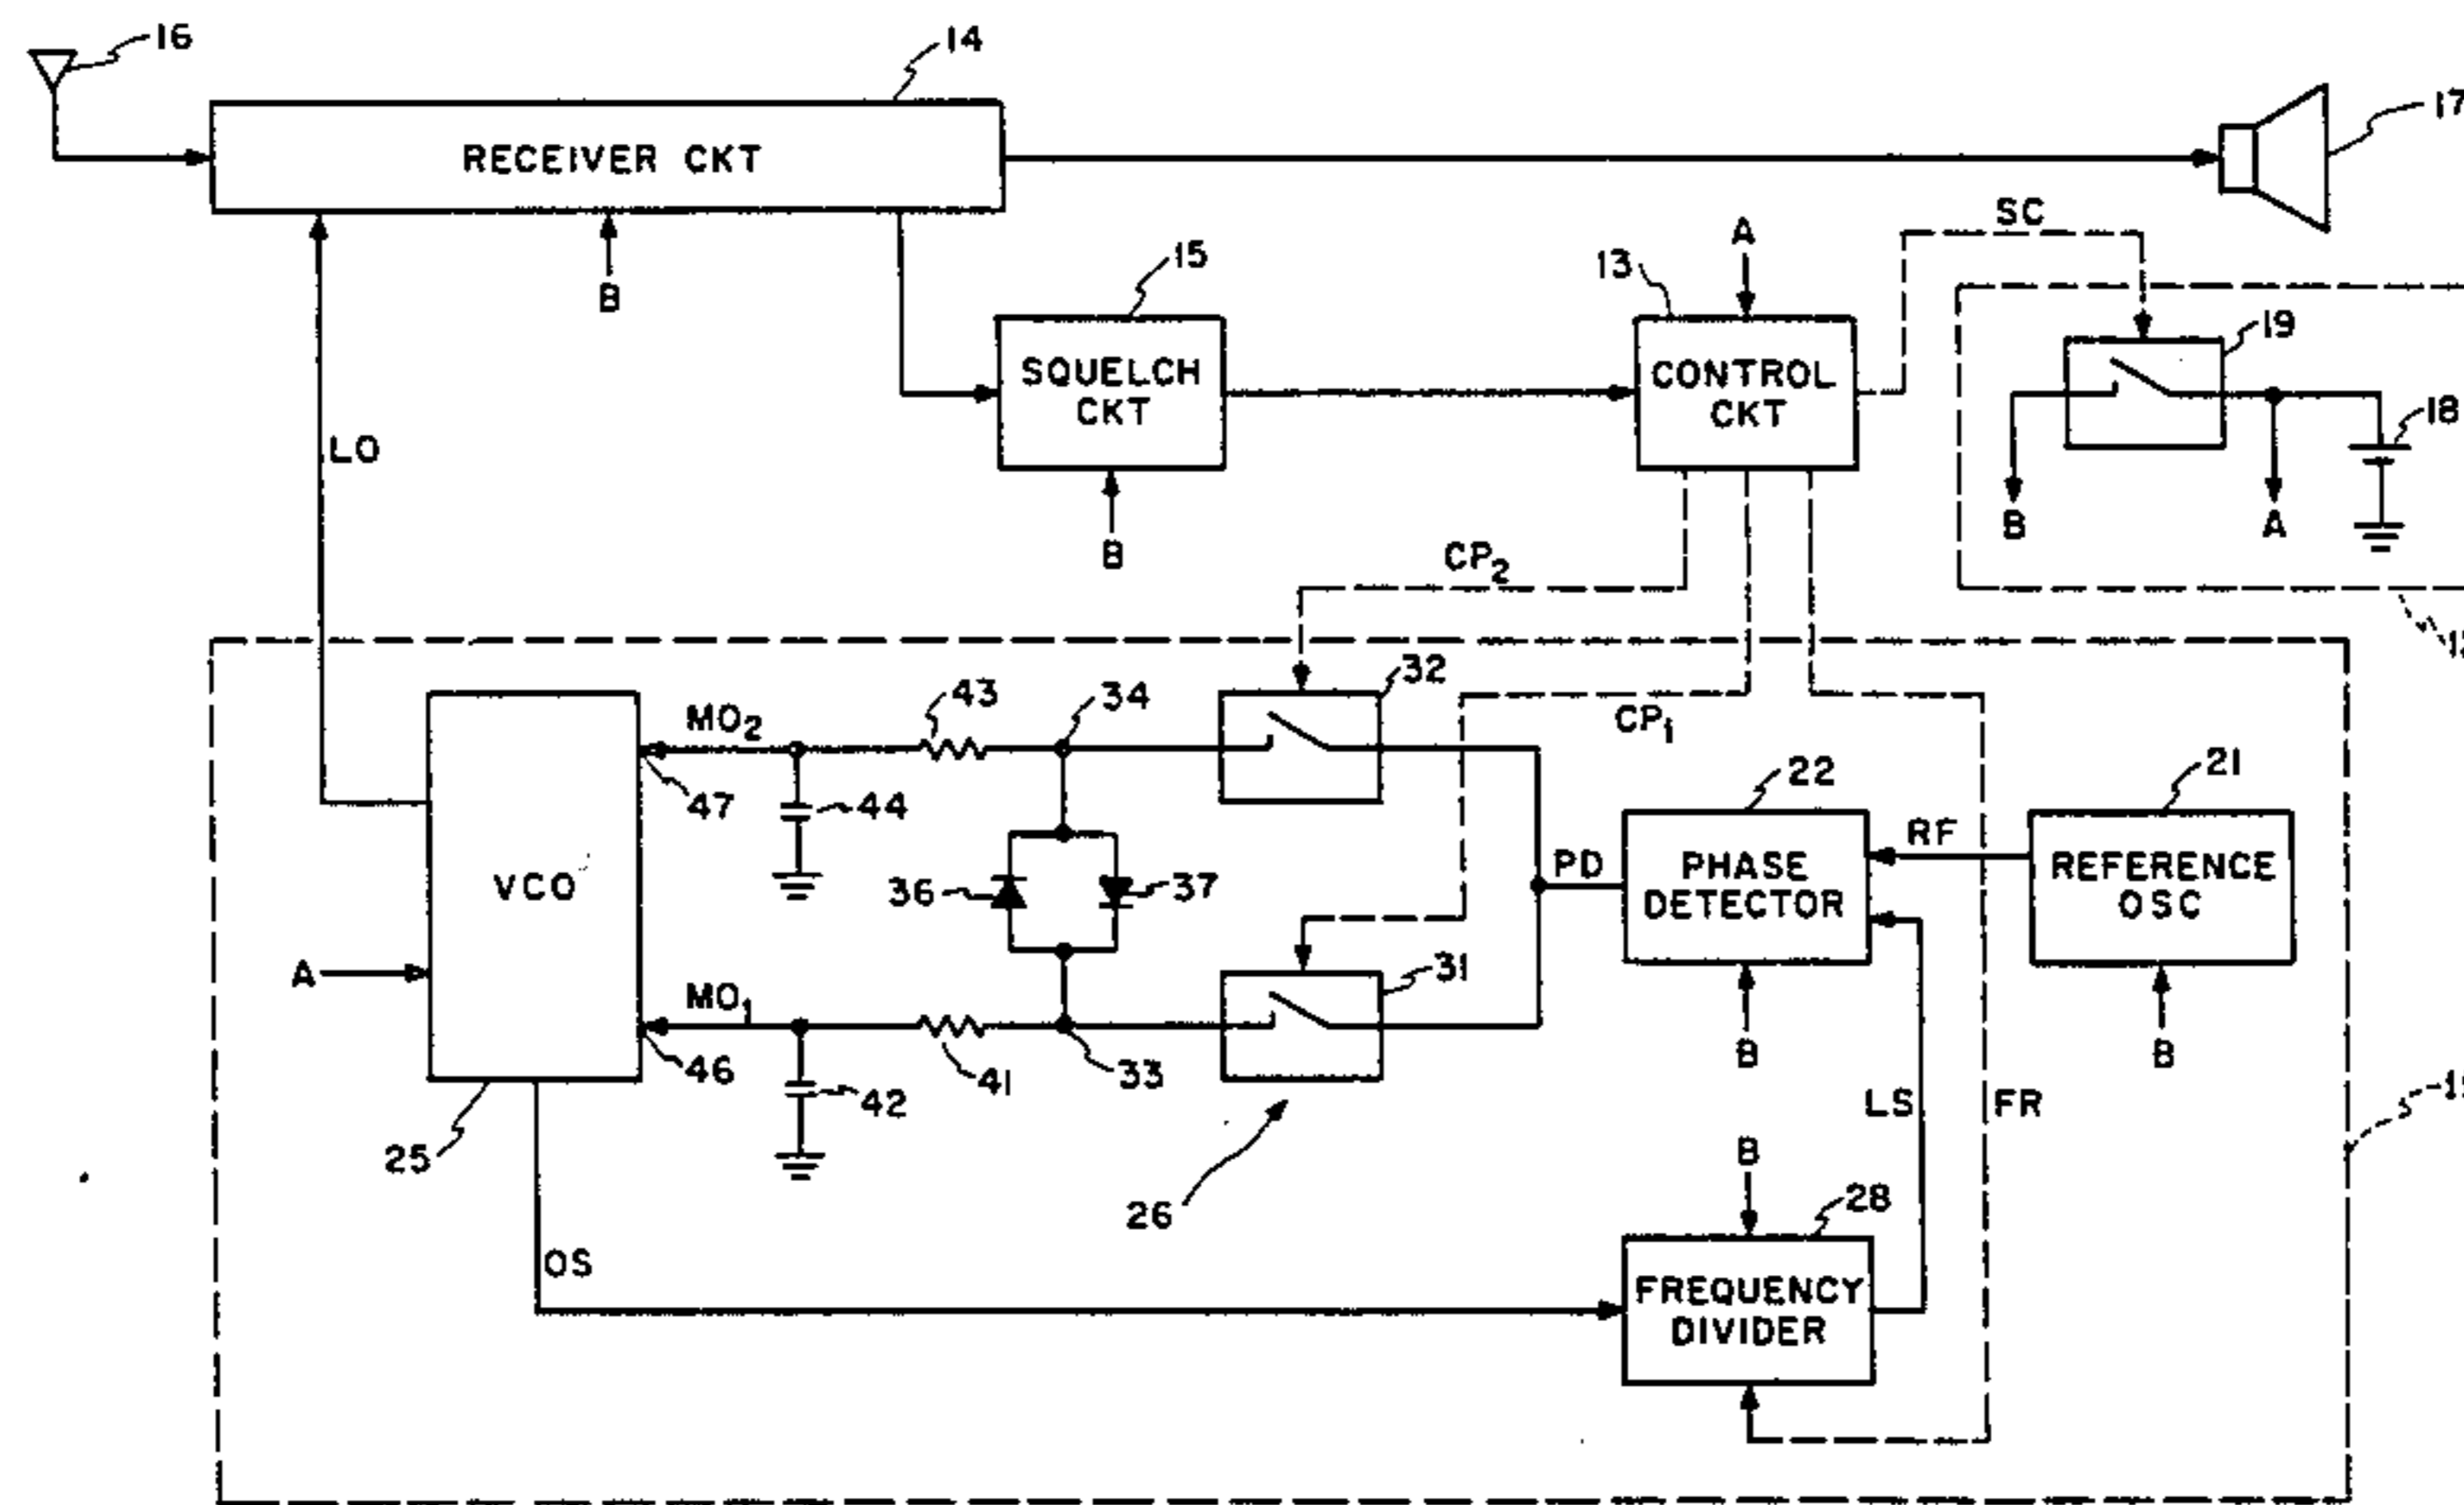 16
14
17
RECEIVER CKT
SC
A
15
13
B
19
SQUELCH
CKT
CONTROL
CKT
18
LO
B
A
B
CP2
32
43
34
MO2
CP1
22
21
47
44
RF
PD
PHASE
DETECTOR
REFERENCE
OSC
VCO
36
37
31
A
MO1
46
41
33
B
B
42
LS
FR
25
B
26
28
OS
FREQUENCY
DIVIDER